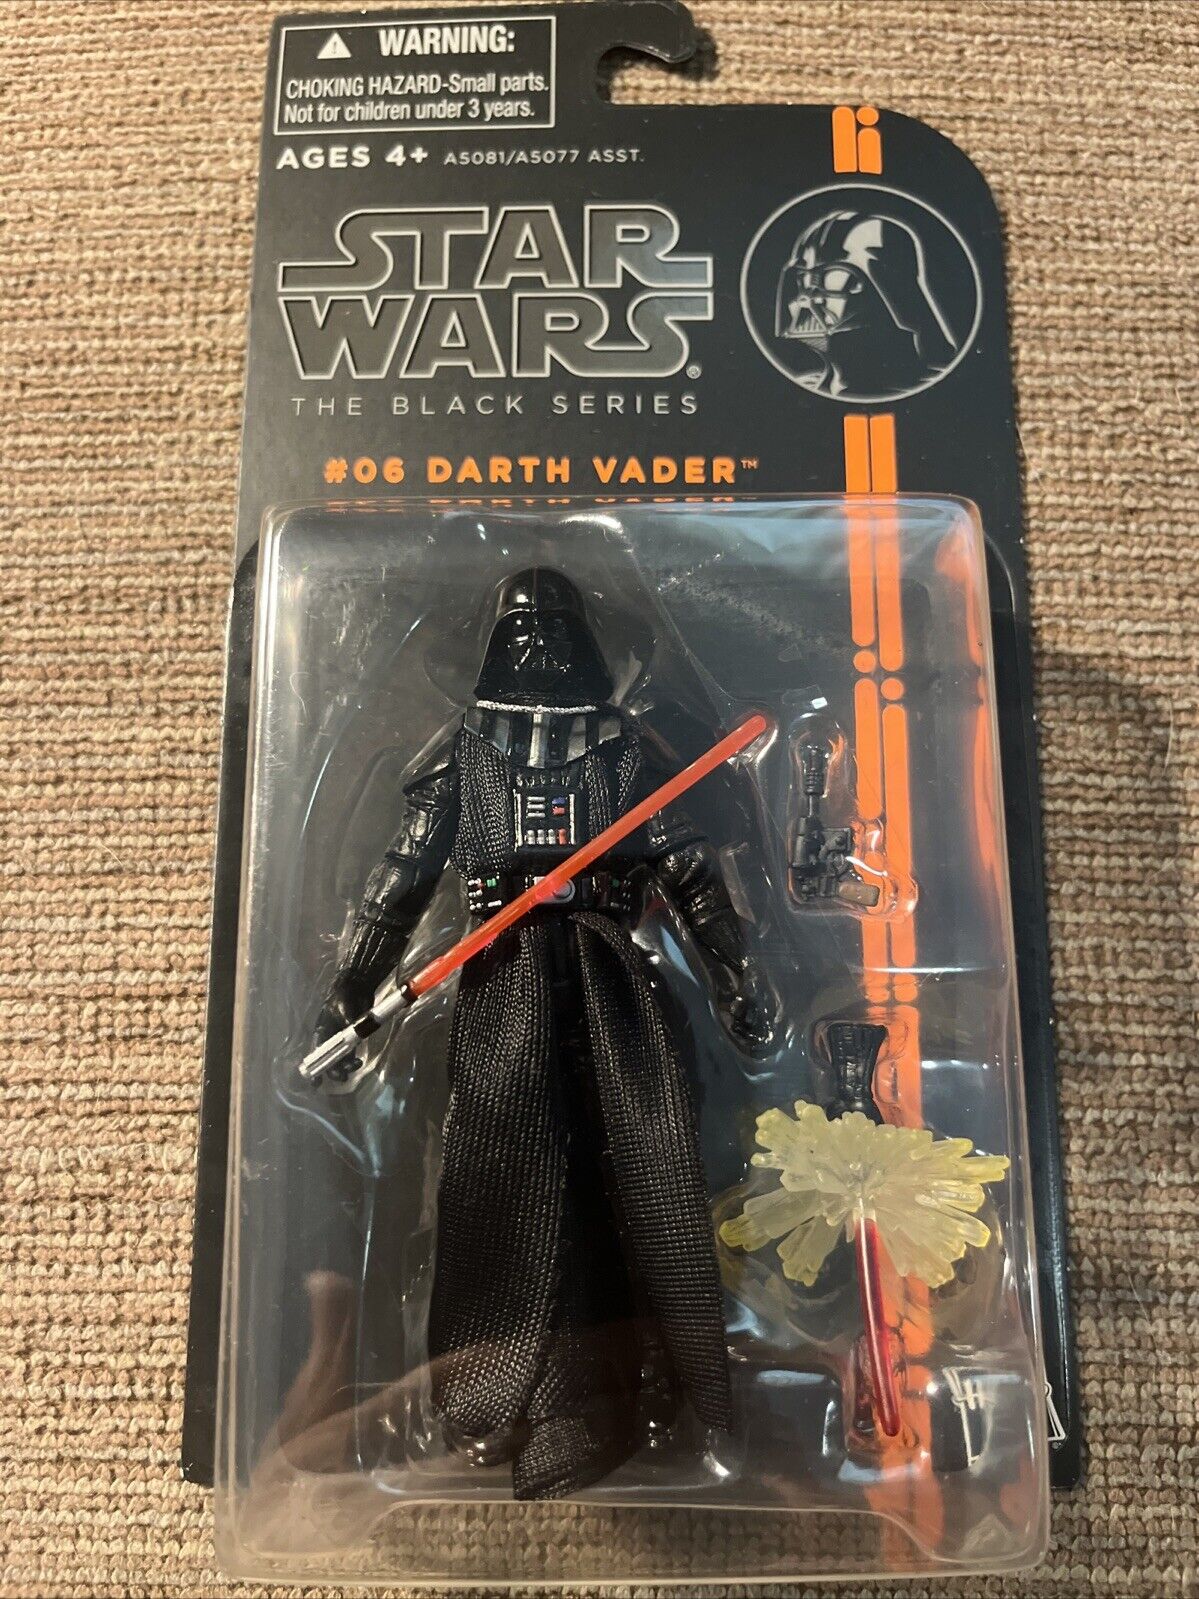 WARNING:
CHOKING HAZARD-Small parts.
Not for children under 3 years.
AGES 4+ A5081/A5077 ASST.
STAR
WARS®
THE BLACK SERIES
#06 DARTH VADER™